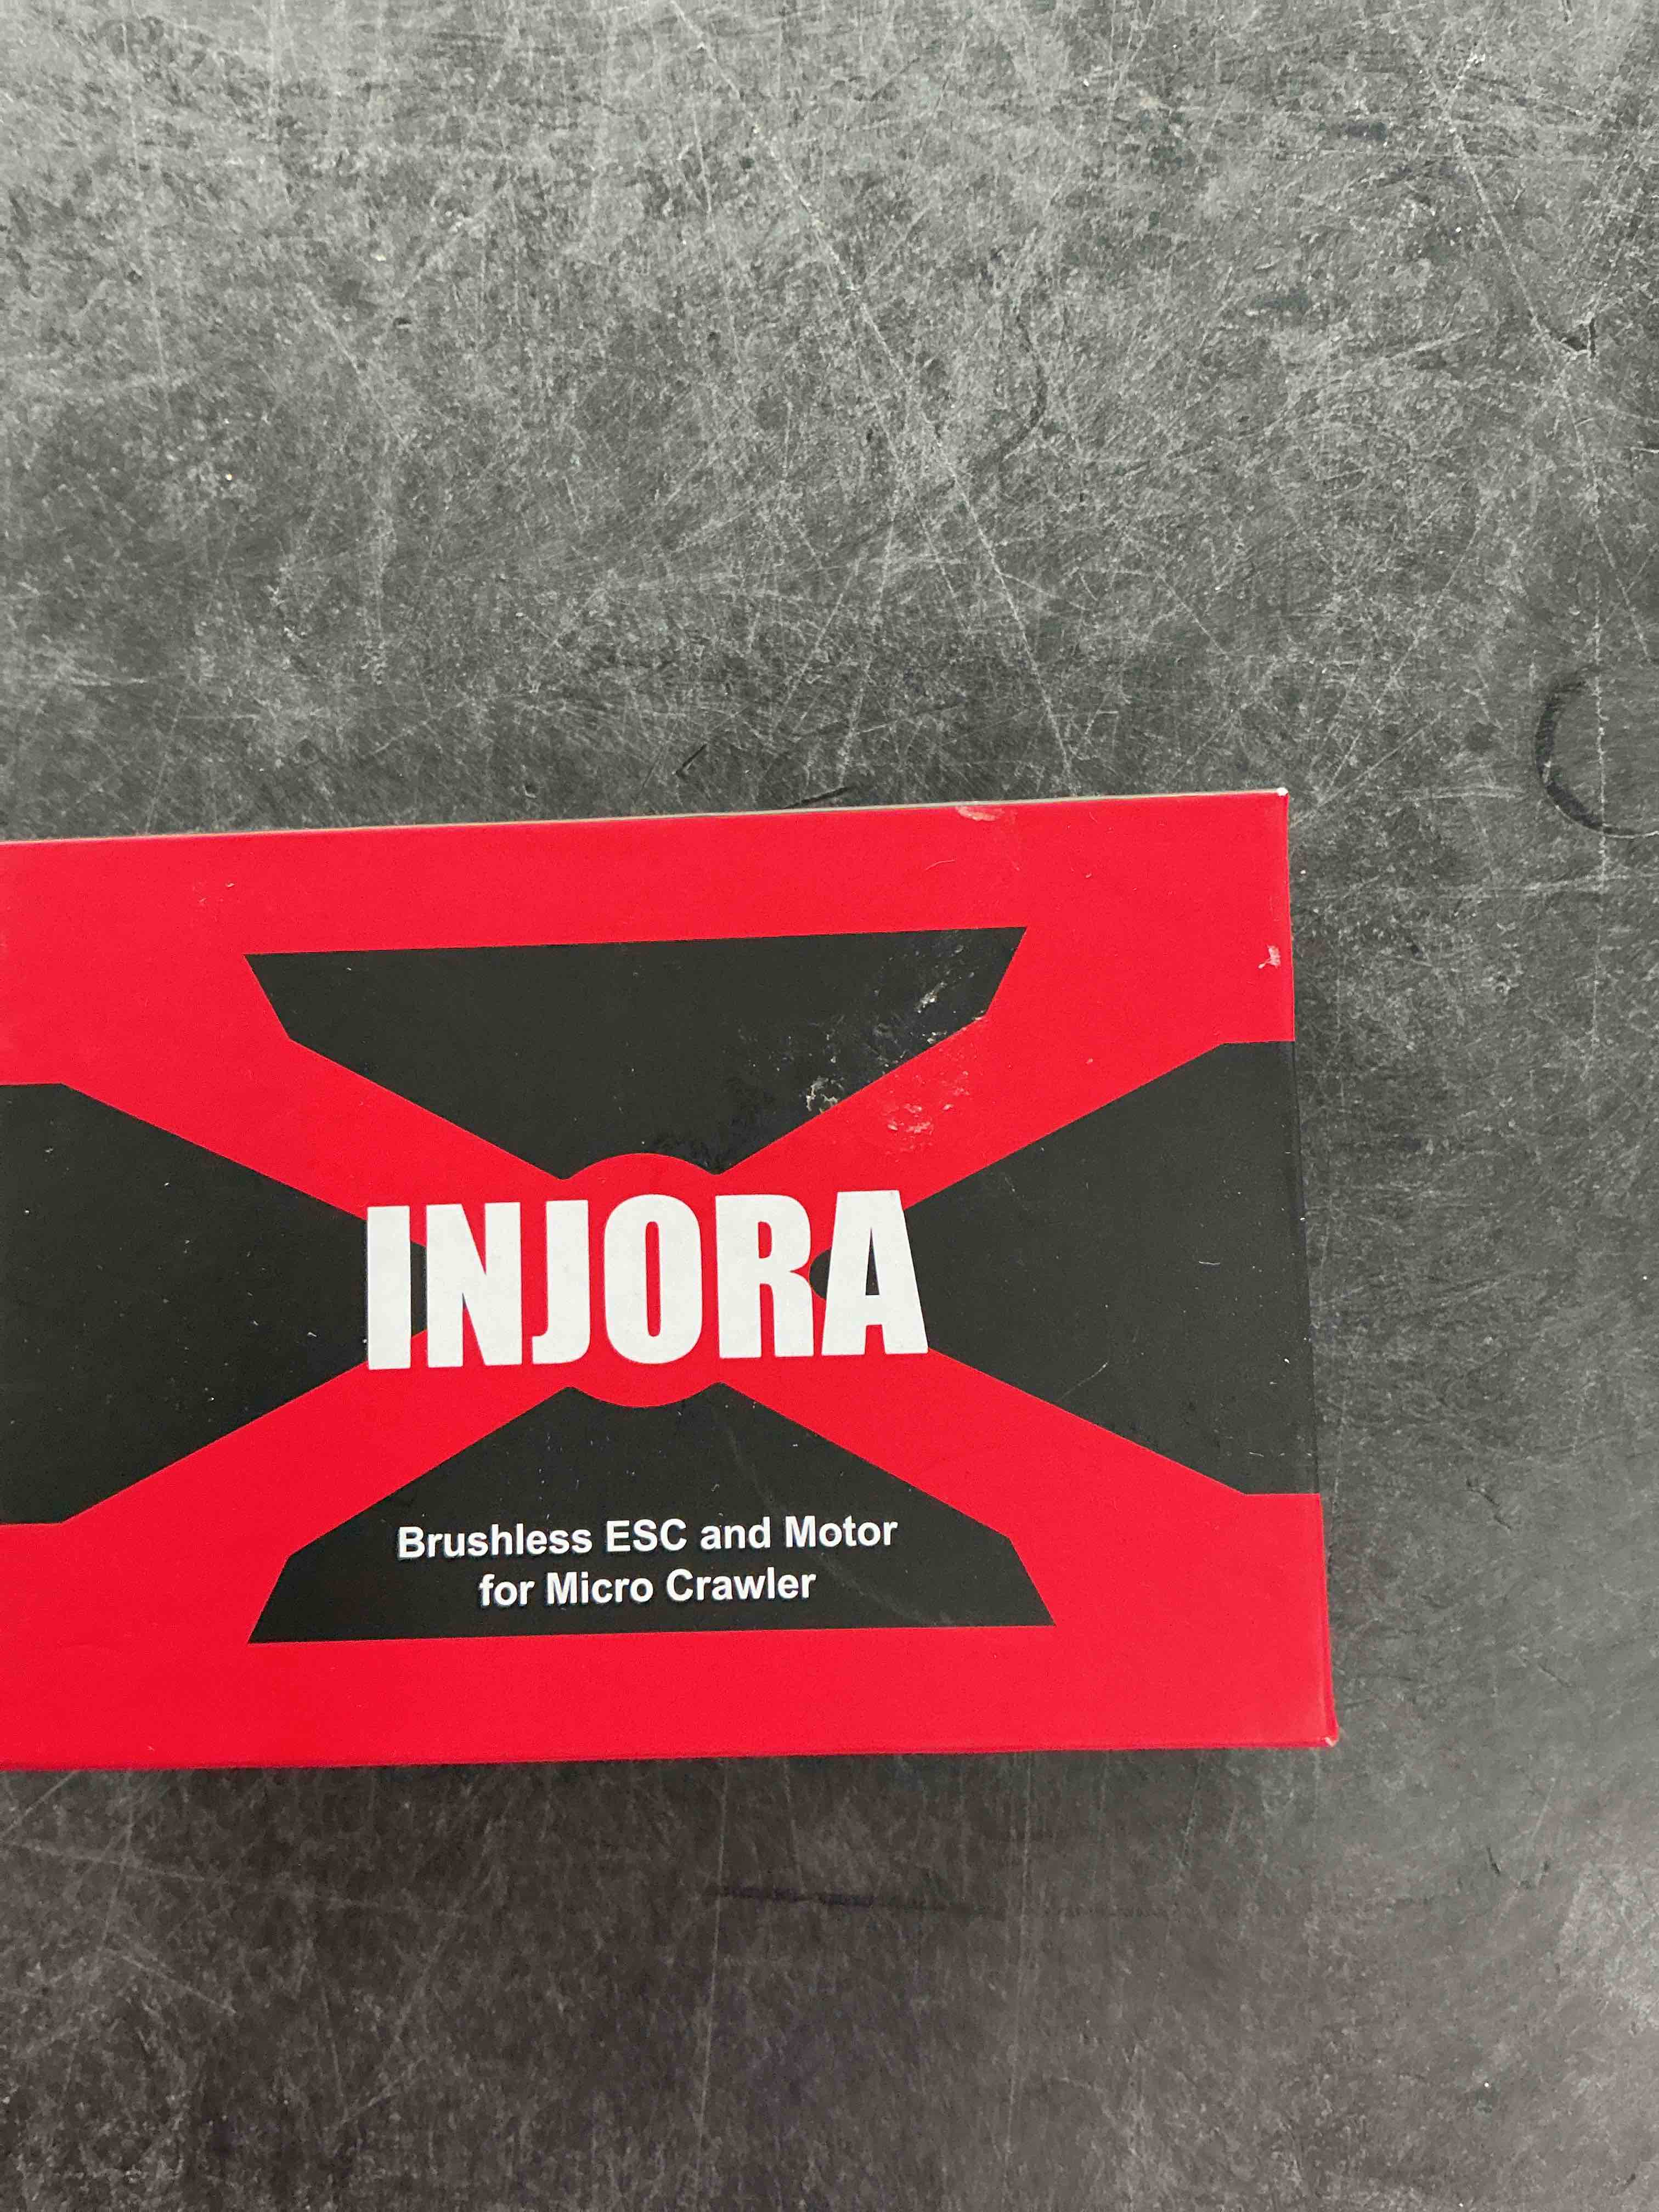 INJORA
Brushless ESC and Motor
for Micro Crawler